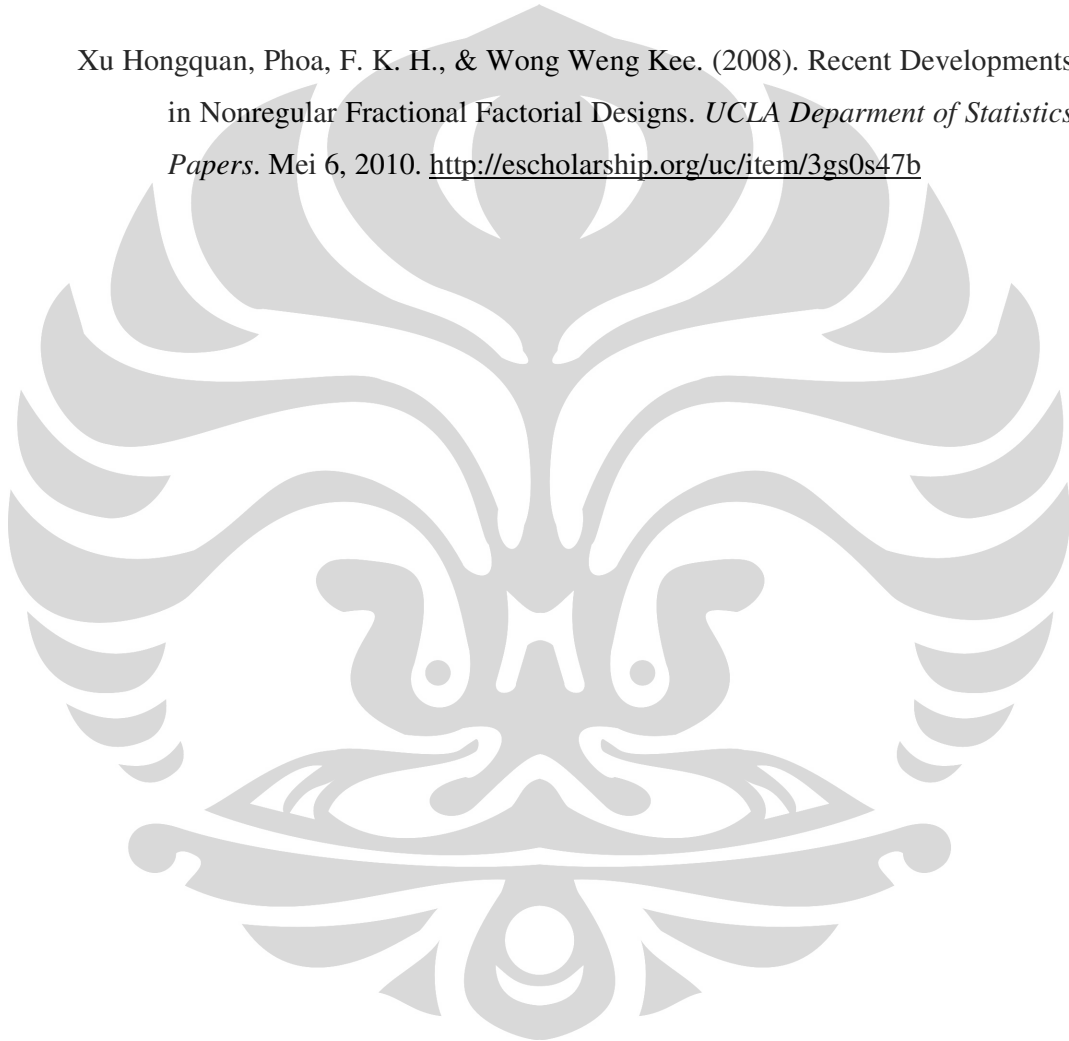 Xu Hongquan, Phoa, F. K. H., & Wong Weng Kee. (2008). Recent Developments
in Nonregular Fractional Factorial Designs. UCLA Deparment of Statistics
Papers. Mei 6, 2010. http://escholarship.org/uc/item/3gs0s47b